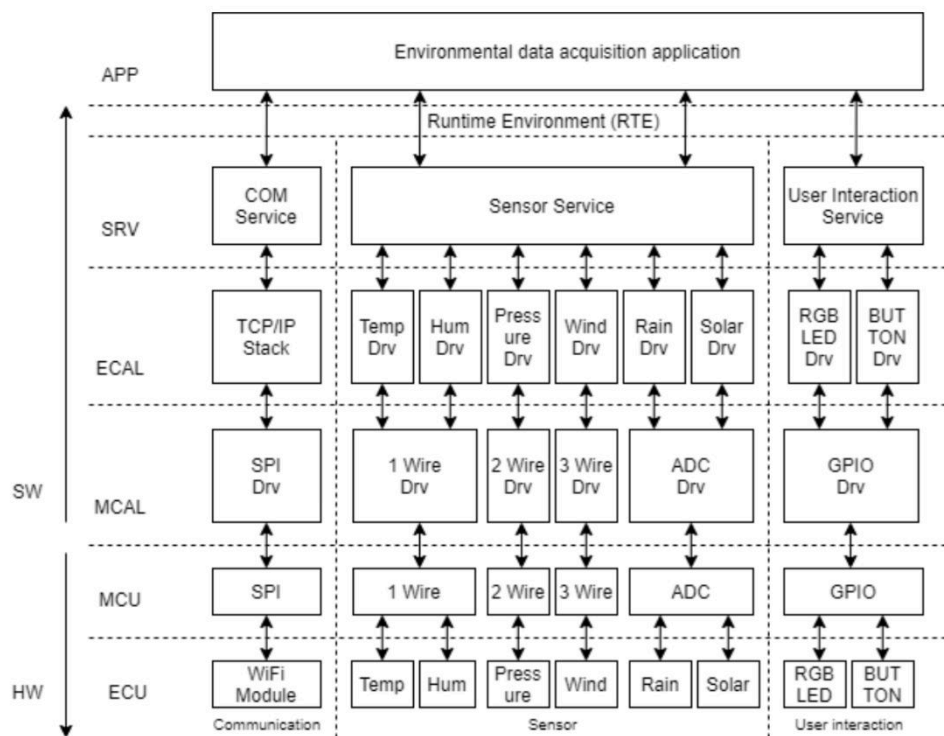 Environmental data acquisition application
APP
Runtime Environment (RTE)
COM
Service
Sensor Service
User Interaction
Service
SRV
TCP/IP
Stack
Temp
Drv
Hum
Drv
Press
ure
Drv
Wind
Drv
Rain
Drv
Solar
Drv
RGB
LED
Drv
BUT
TON
Drv
ECAL
SPI
Drv
1 Wire
Drv
2 Wire
Drv
3 Wire
Drv
ADC
Drv
GPIO
Drv
SW
MCAL
MCU
SPI
1 Wire
2 Wire
3 Wire
ADC
GPIO
HW
ECU
WiFi
Module
Temp
Hum
Press
ure
Wind
Rain
Solar
RGB
LED
BUT
TON
Communication
Sensor
User interaction